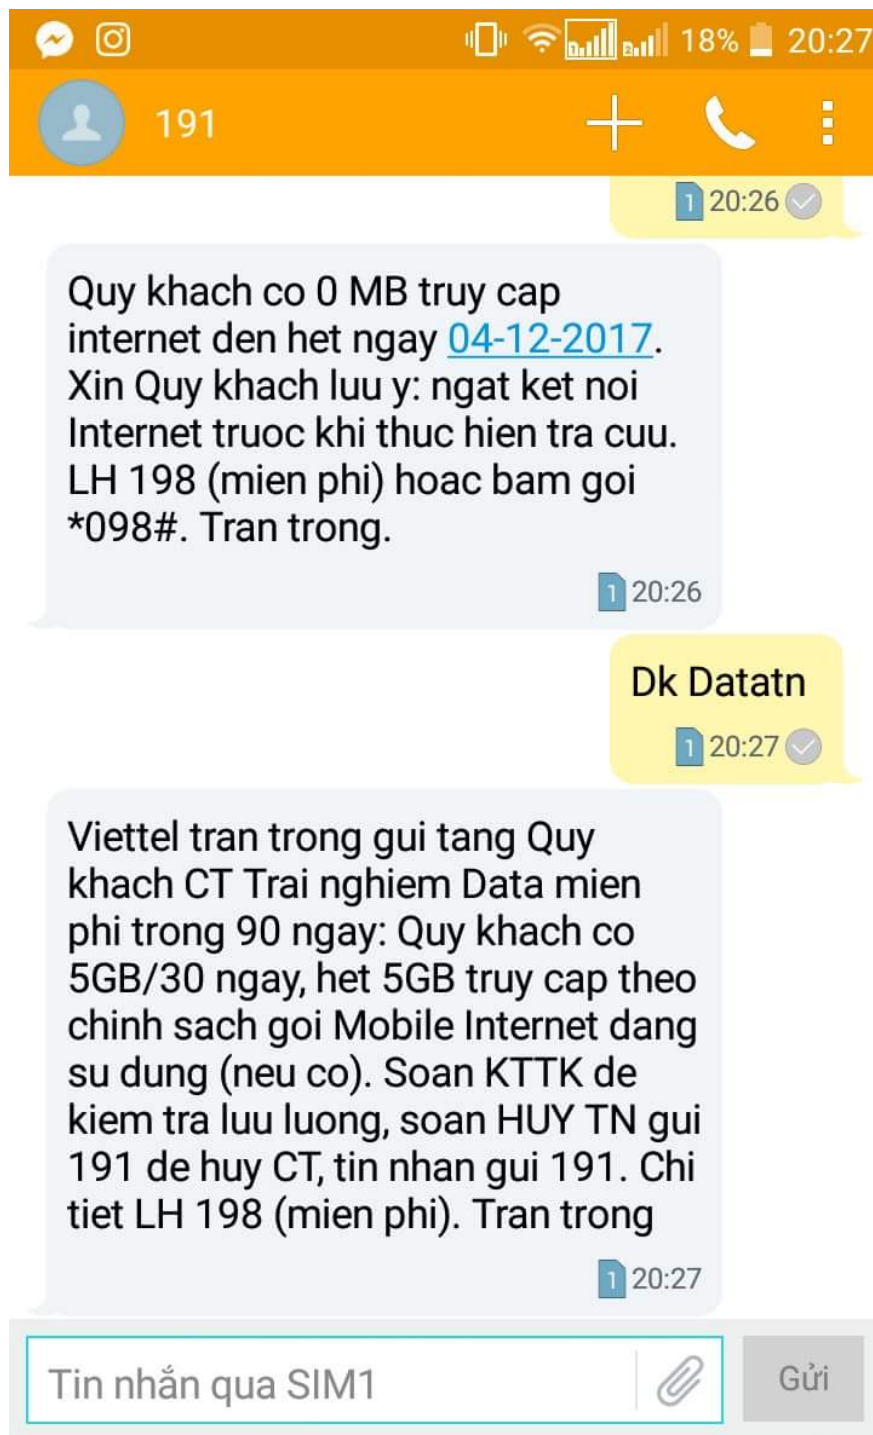 18% 20:27
191
1 20:26
Quy khach co 0 MB truy cap
internet den het ngay 04-12-2017.
Xin Quy khach luu y: ngat ket noi
Internet truoc khi thuc hien tra cuu.
LH 198 (mien phi) hoac bam goi
*098#. Tran trong.
1 20:26
Dk Datatn
1 20:27
Viettel tran trong gui tang Quy
khach CT Trai nghiem Data mien
phi trong 90 ngay: Quy khach co
5GB/30 ngay, het 5GB truy cap theo
chinh sach goi Mobile Internet dang
su dung (neu co). Soan KTTK de
kiem tra luu luong, soan HUY TN gui
191 de huy CT, tin nhan gui 191. Chi
tiet LH 198 (mien phi). Tran trong
1 20:27
Tin nhắn qua SIM1 Gửi